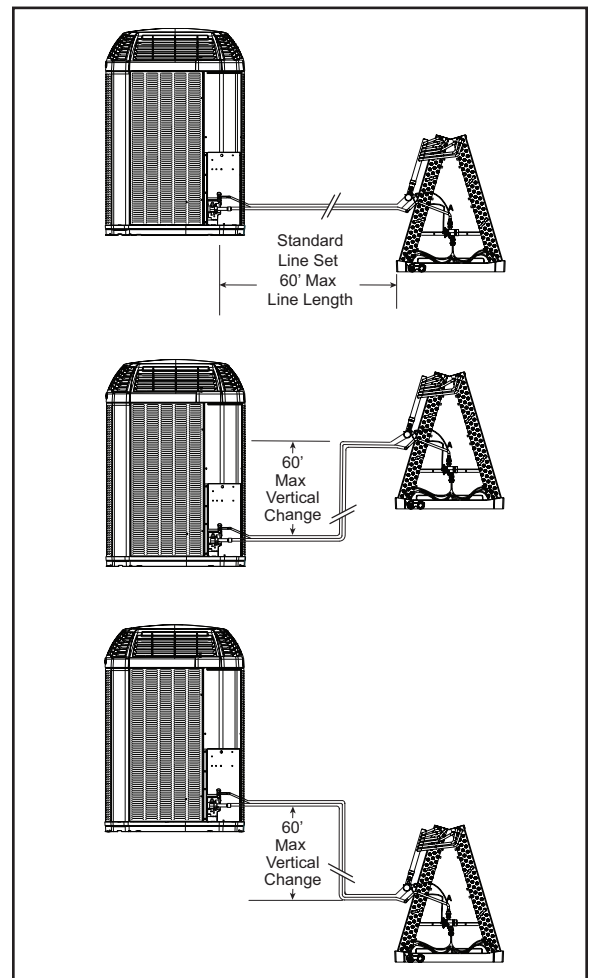 Standard
Line Set
60' Max
Line Length
60'
Max
Vertical
Change
60'
Max
Vertical
Change